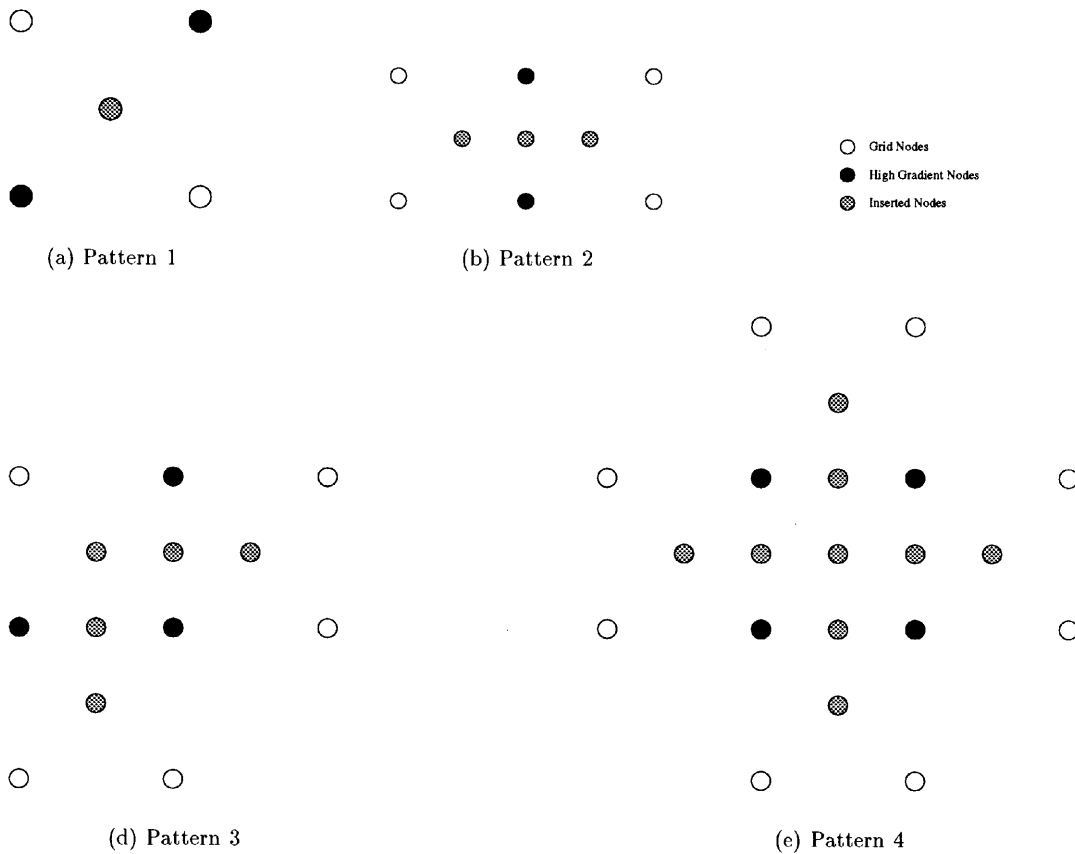 Grid Nodes
High Gradient Nodes
Inserted Nodes
(a) Pattern 1
(b) Pattern 2
(d) Pattern 3
(e) Pattern 4